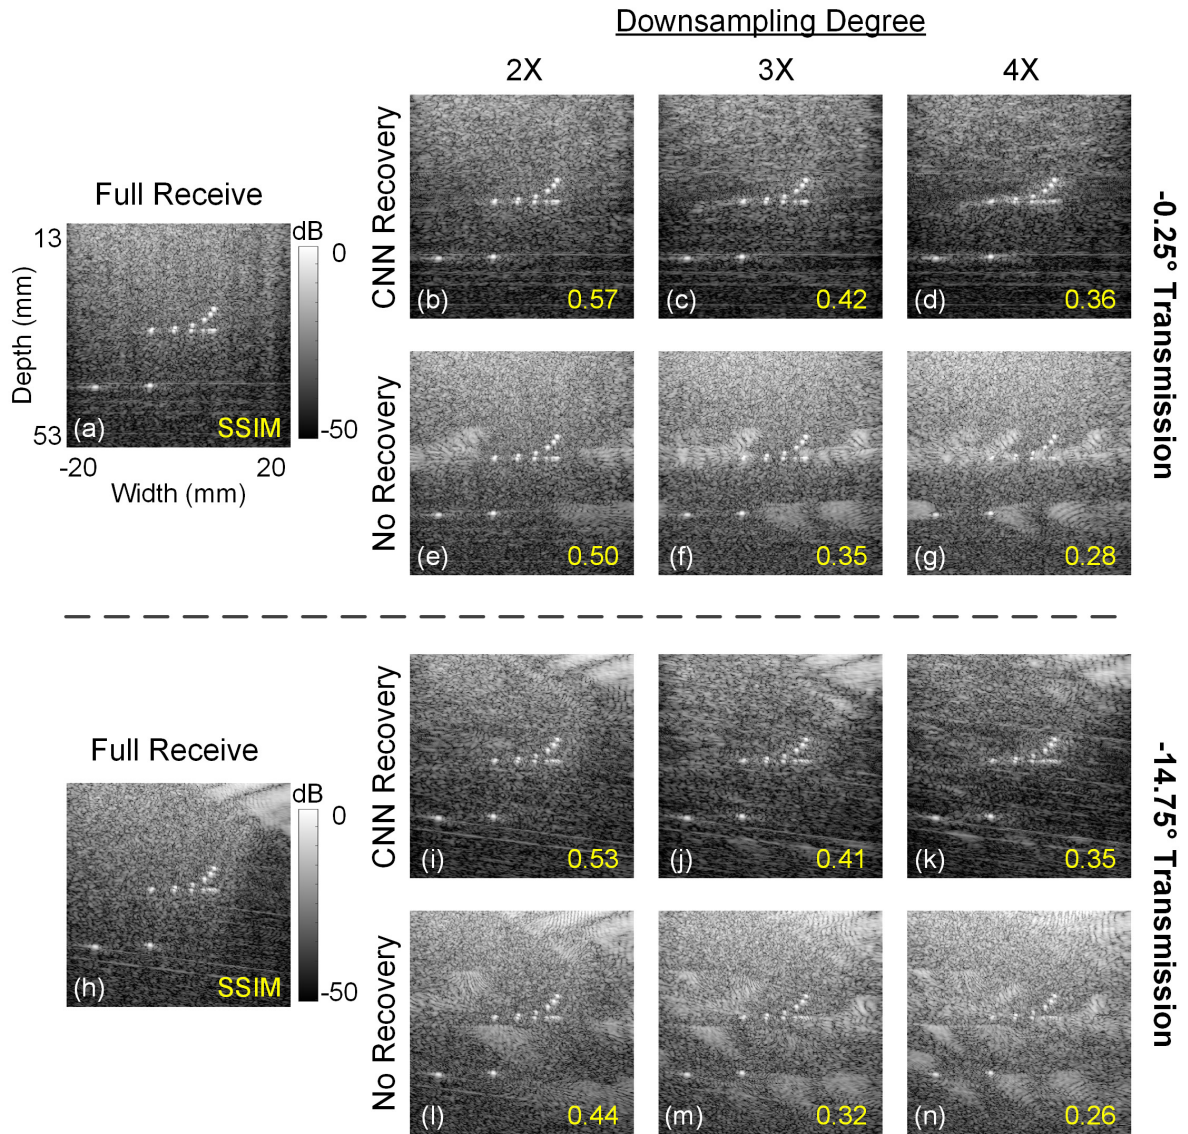 Downsampling Degree
2X 3X 4X
CNN Recovery
(b) 0.57
(c) 0.42
(d) 0.36
-0.25° Transmission
Full Receive
13
dB
0
Depth (mm)
(a) SSIM
53
-50
-20 20
Width (mm)
No Recovery
(e) 0.50
(f) 0.35
(g) 0.28
CNN Recovery
(i) 0.53
(j) 0.41
(k) 0.35
-14.75° Transmission
Full Receive
dB
0
(h) SSIM
-50
No Recovery
(l) 0.44
(m) 0.32
(n) 0.26